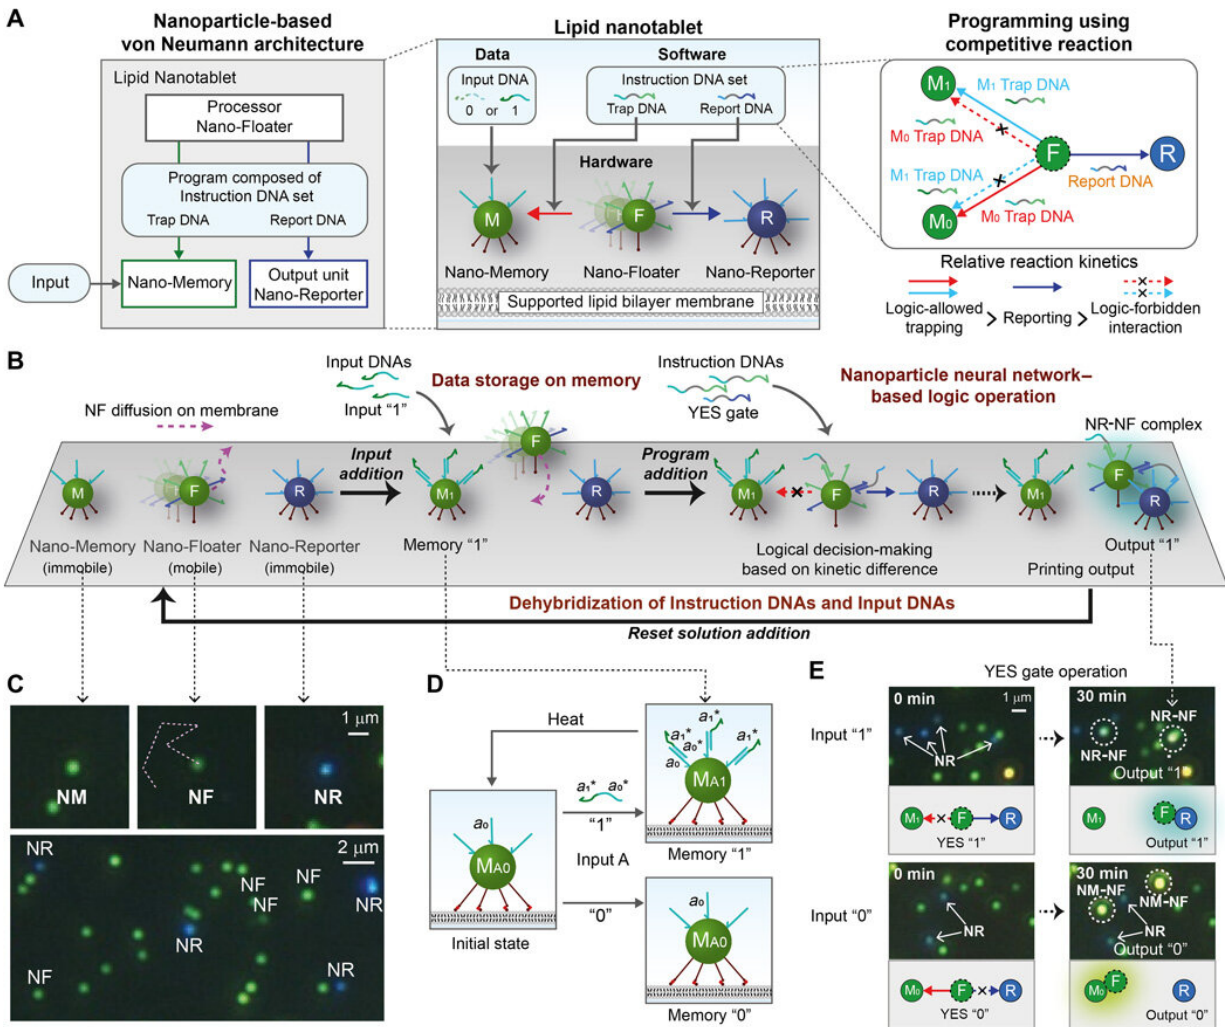 A
Nanoparticle-based
von Neumann architecture
Lipid Nanotablet
Processor
Nano-Floater
Program composed of
Instruction DNA set
Trap DNA
Report DNA
Input
Nano-Memory
Output unit
Nano-Reporter
Lipid nanotablet
Data
Software
Input DNA
0 or 1
Instruction DNA set
Trap DNA
Report DNA
Hardware
M
F
R
Nano-Memory
Nano-Floater
Nano-Reporter
Supported lipid bilayer membrane
Programming using
competitive reaction
M1
M1 Trap DNA
M0 Trap DNA
F
R
M1 Trap DNA
Report DNA
M0
M0 Trap DNA
Relative reaction kinetics
Logic-allowed
trapping
>
Reporting
>
Logic-forbidden
interaction
B
Input DNAs
Input “1”
Data storage on memory
Instruction DNAs
YES gate
Nanoparticle neural network–
based logic operation
NF diffusion on membrane
NR-NF complex
Input
addition
Program
addition
M
F
R
M1
F
R
M1
F
R
M1
F
R
Nano-Memory
(immobile)
Nano-Floater
(mobile)
Nano-Reporter
(immobile)
Memory “1”
Logical decision-making
based on kinetic difference
Printing output
Output “1”
Dehybridization of Instruction DNAs and Input DNAs
Reset solution addition
C
1 µm
NM
NF
NR
2 µm
NR
NF
NF
NF
NR
NR
NF
NR
D
Heat
a1*
a1*
a0*
a1*
a0
MA1
Memory “1”
a1* a0*
“1”
Input A
“0”
a0
MA0
Initial state
a0
MA0
Memory “0”
E
YES gate operation
Input “1”
0 min
1 µm
NR
30 min
NR-NF
NR-NF
Output “1”
M1
F
R
YES “1”
M1
F
R
Output “1”
Input “0”
0 min
NR
30 min
NM-NF
NM-NF
NR
Output “0”
M0
F
R
YES “0”
M0
F
R
Output “0”